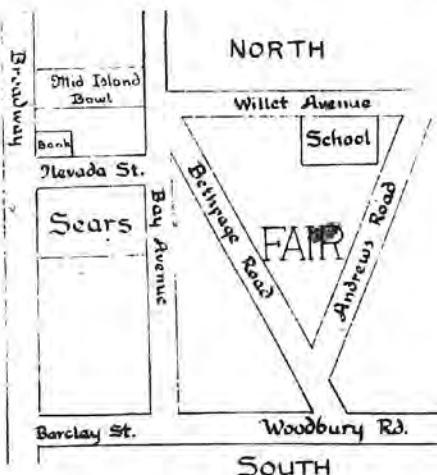 NORTH
Broadway
Mid Island
Bowl
Willet Avenue
Bank
School
Nevada St.
Sears
Bay Avenue
Bethpage Road
FAIR
Andrews Road
Barclay St.
Woodbury Rd.
SOUTH